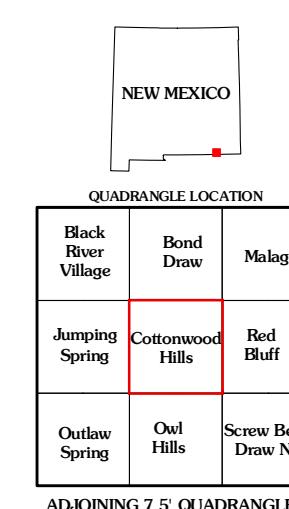 NEW MEXICO
QUADRANGLE LOCATION
Black
River
Village
Bond
Draw
Malag
Jumping
Spring
Cottonwood
Hills
Red
Bluff
Outlaw
Spring
Owl
Hills
Screw Be
Draw N
ADJOINING 7.5' QUADRANGLE